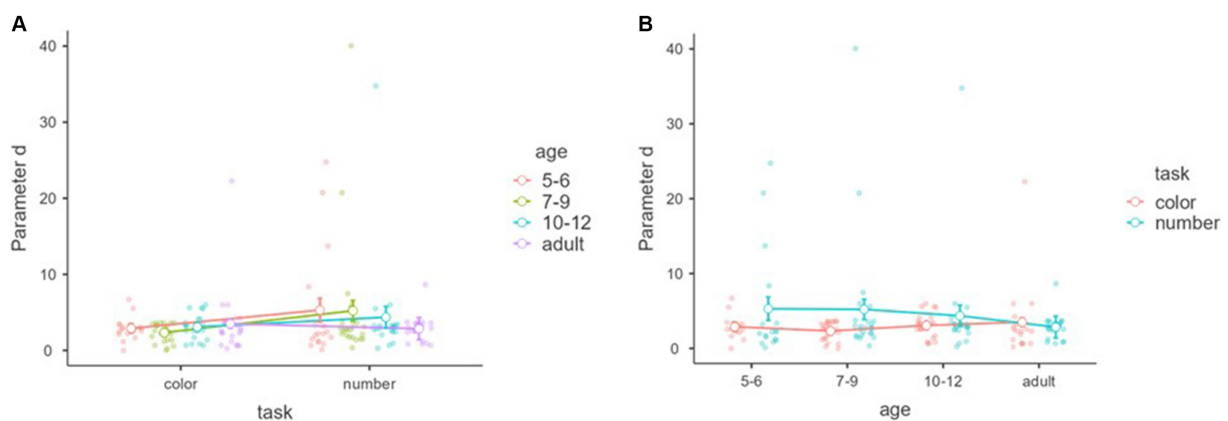 A
Parameter d
40
30
20
10
0
color
number
task
age
5-6
7-9
10-12
adult
B
Parameter d
40
30
20
10
0
5-6
7-9
10-12
adult
age
task
color
number